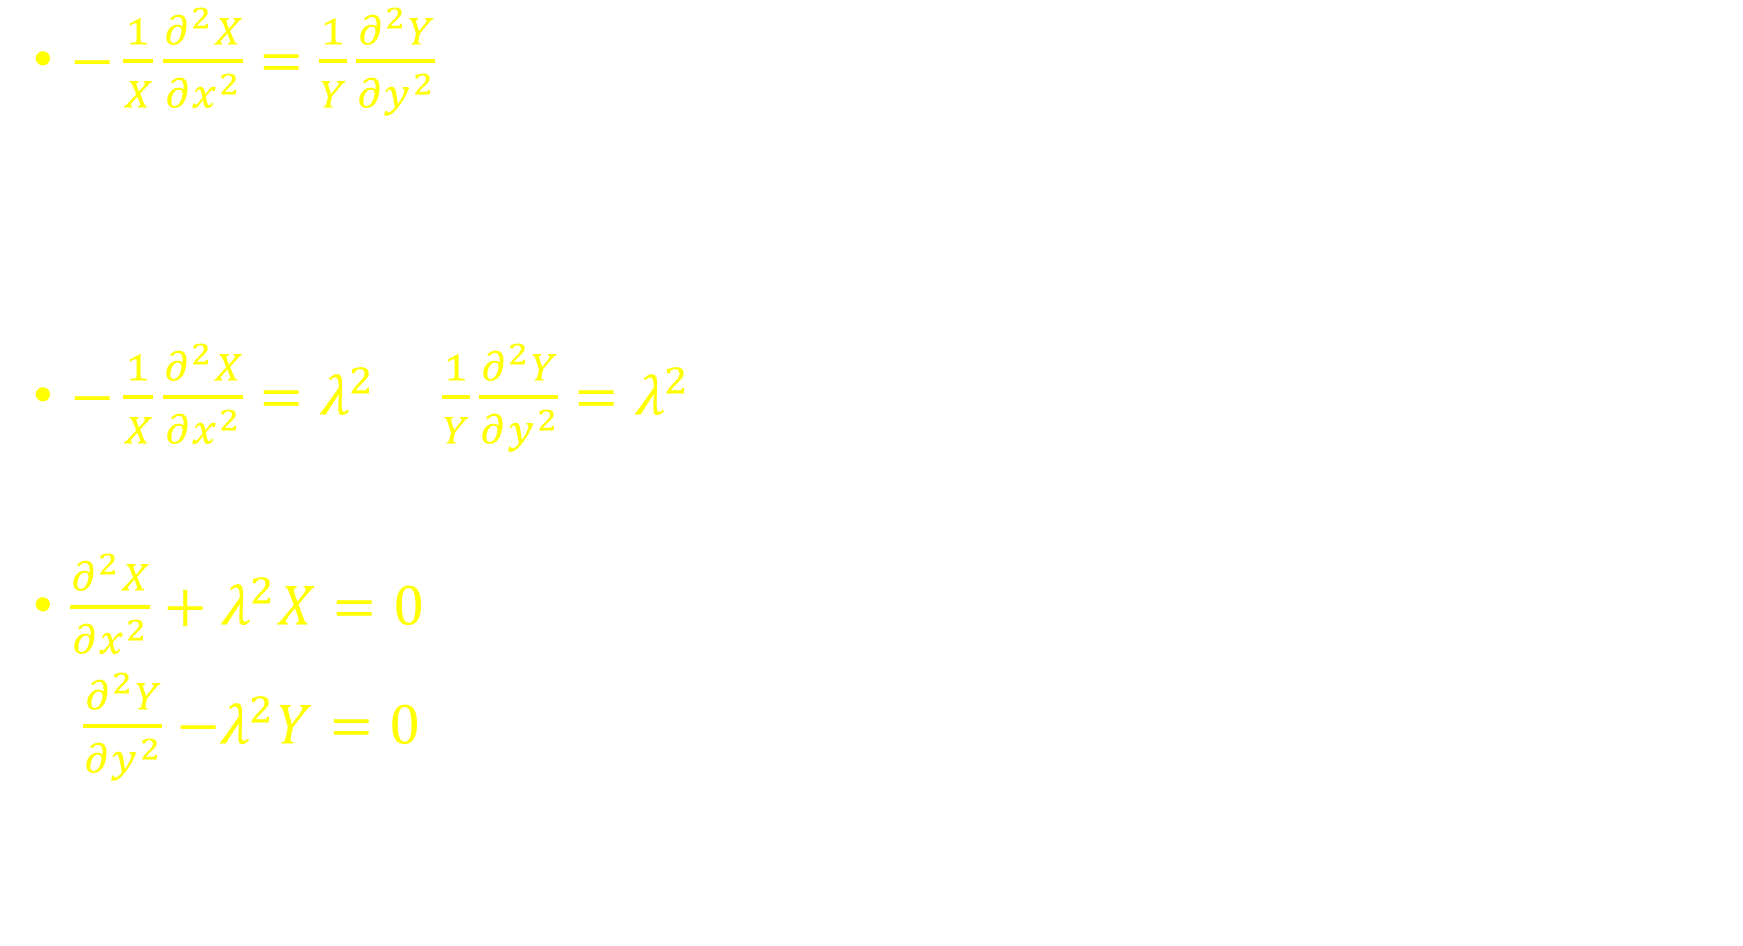 • −1/X ∂²X/∂x² = 1/Y ∂²Y/∂y²
• −1/X ∂²X/∂x² = λ² 1/Y ∂²Y/∂y² = λ²
• ∂²X/∂x² + λ²X = 0
∂²Y/∂y² −λ²Y = 0